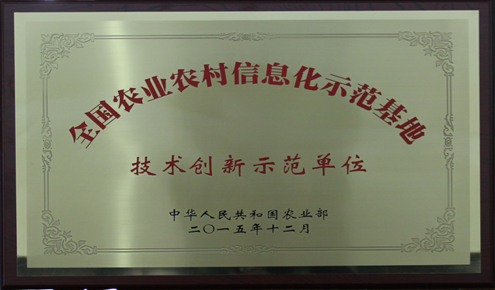 全国农业农村信息化示范基地
技术创新示范单位
中华人民共和国农业部
二〇一五年十二月